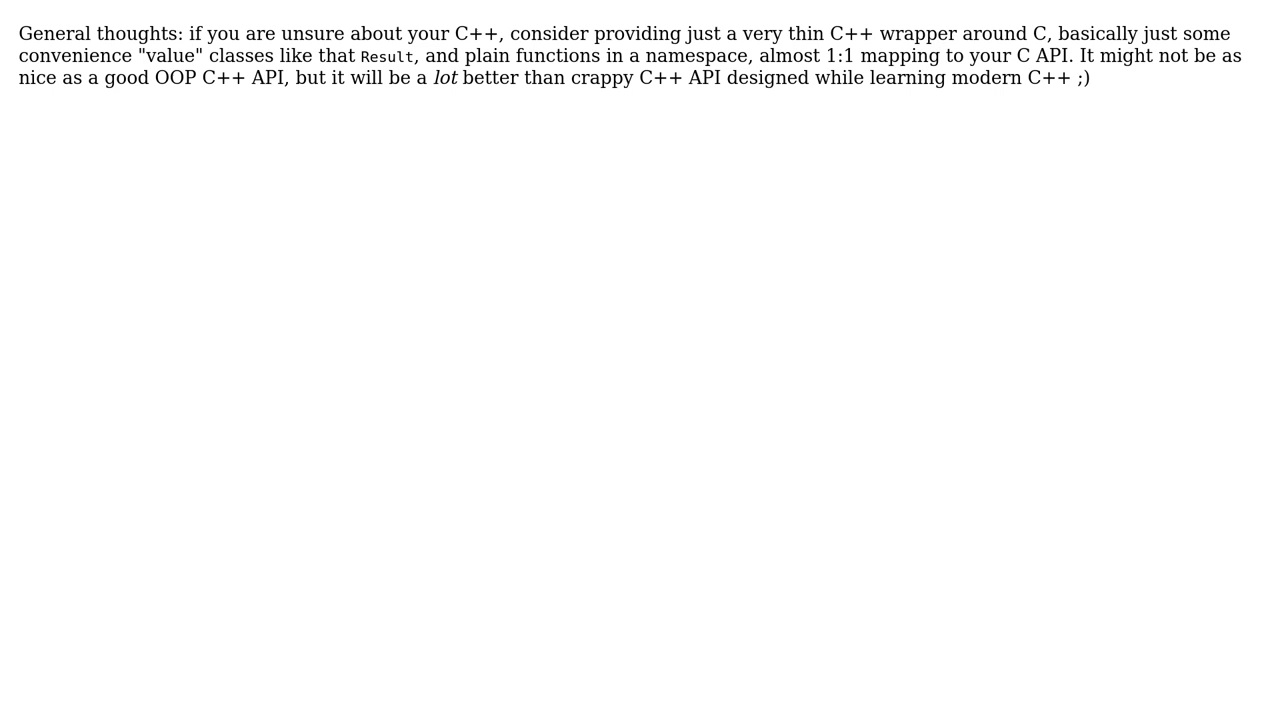 General thoughts: if you are unsure about your C++, consider providing just a very thin C++ wrapper around C, basically just some
convenience "value" classes like that Result, and plain functions in a namespace, almost 1:1 mapping to your C API. It might not be as
nice as a good OOP C++ API, but it will be a lot better than crappy C++ API designed while learning modern C++ ;)